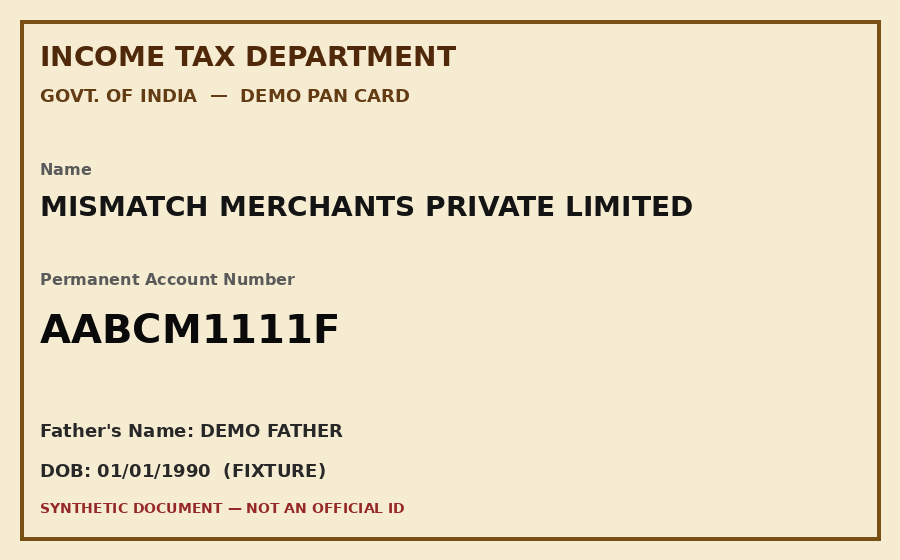 INCOME TAX DEPARTMENT
GOVT. OF INDIA — DEMO PAN CARD
Name
MISMATCH MERCHANTS PRIVATE LIMITED
Permanent Account Number
AABCM1111F
Father's Name: DEMO FATHER
DOB: 01/01/1990 (FIXTURE)
SYNTHETIC DOCUMENT — NOT AN OFFICIAL ID